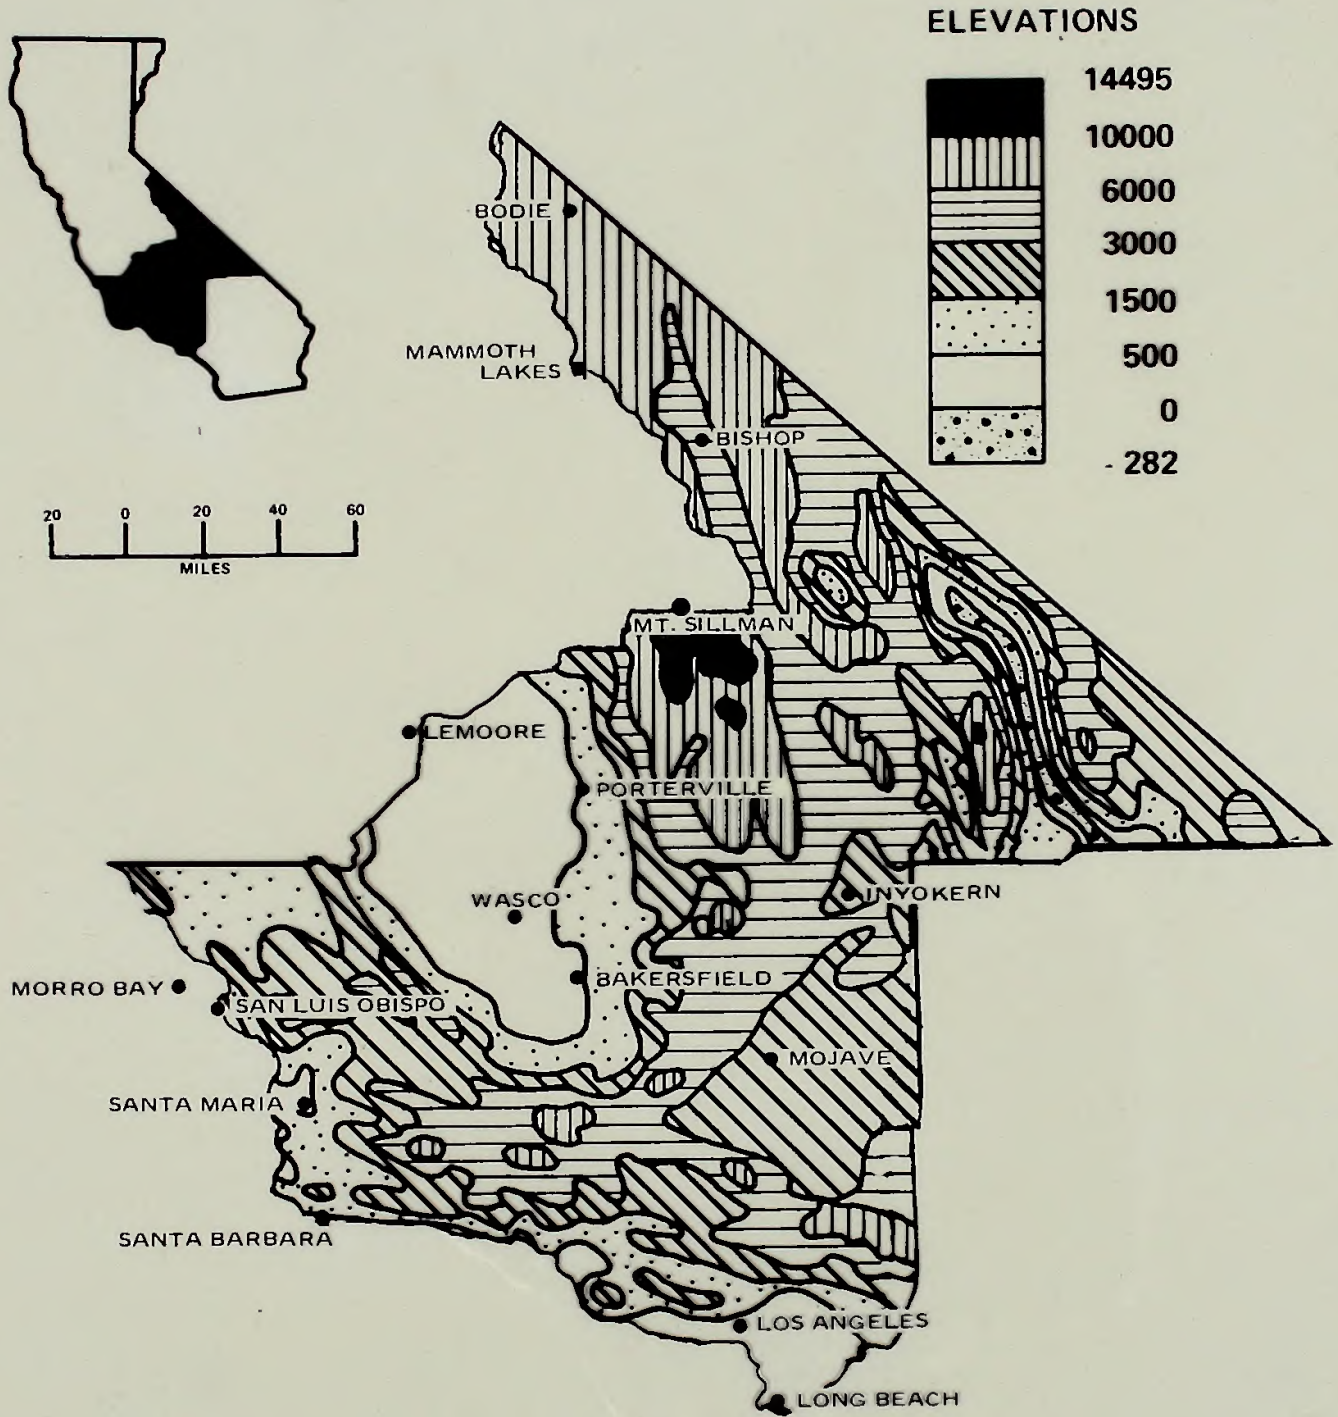 ELEVATIONS
14495
10000
6000
3000
1500
500
0
- 282
BODIE
MAMMOTH
LAKES
BISHOP
20 0 20 40 60
MILES
MT. SILLMAN
LEMOORE
PORTERVILLE
WASCO
INYOKERN
BAKERSFIELD
MORRO BAY
SAN LUIS OBISPO
MOJAVE
SANTA MARIA
SANTA BARBARA
LOS ANGELES
LONG BEACH